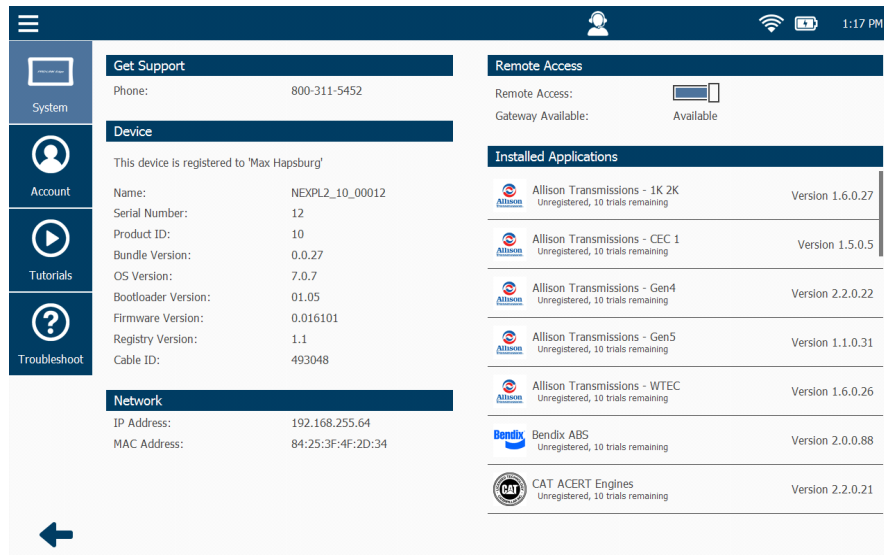 1:17 PM
System
Account
Tutorials
Troubleshoot
Get Support
Phone: 800-311-5452
Device
This device is registered to 'Max Hapsburg'
Name: NEXPL2_10_00012
Serial Number: 12
Product ID: 10
Bundle Version: 0.0.27
OS Version: 7.0.7
Bootloader Version: 01.05
Firmware Version: 0.016101
Registry Version: 1.1
Cable ID: 493048
Network
IP Address: 192.168.255.64
MAC Address: 84:25:3F:4F:2D:34
Remote Access
Remote Access:
Gateway Available: Available
Installed Applications
Allison Transmissions - 1K 2K Version 1.6.0.27
Allison
Unregistered, 10 trials remaining
Allison Transmissions - CEC 1 Version 1.5.0.5
Allison
Unregistered, 10 trials remaining
Allison Transmissions - Gen4 Version 2.2.0.22
Allison
Unregistered, 10 trials remaining
Allison Transmissions - Gen5 Version 1.1.0.31
Allison
Unregistered, 10 trials remaining
Allison Transmissions - WTEC Version 1.6.0.26
Allison
Unregistered, 10 trials remaining
Bendix Bendix ABS Version 2.0.0.88
Unregistered, 10 trials remaining
CAT ACERT Engines Version 2.2.0.21
CAT
Unregistered, 10 trials remaining